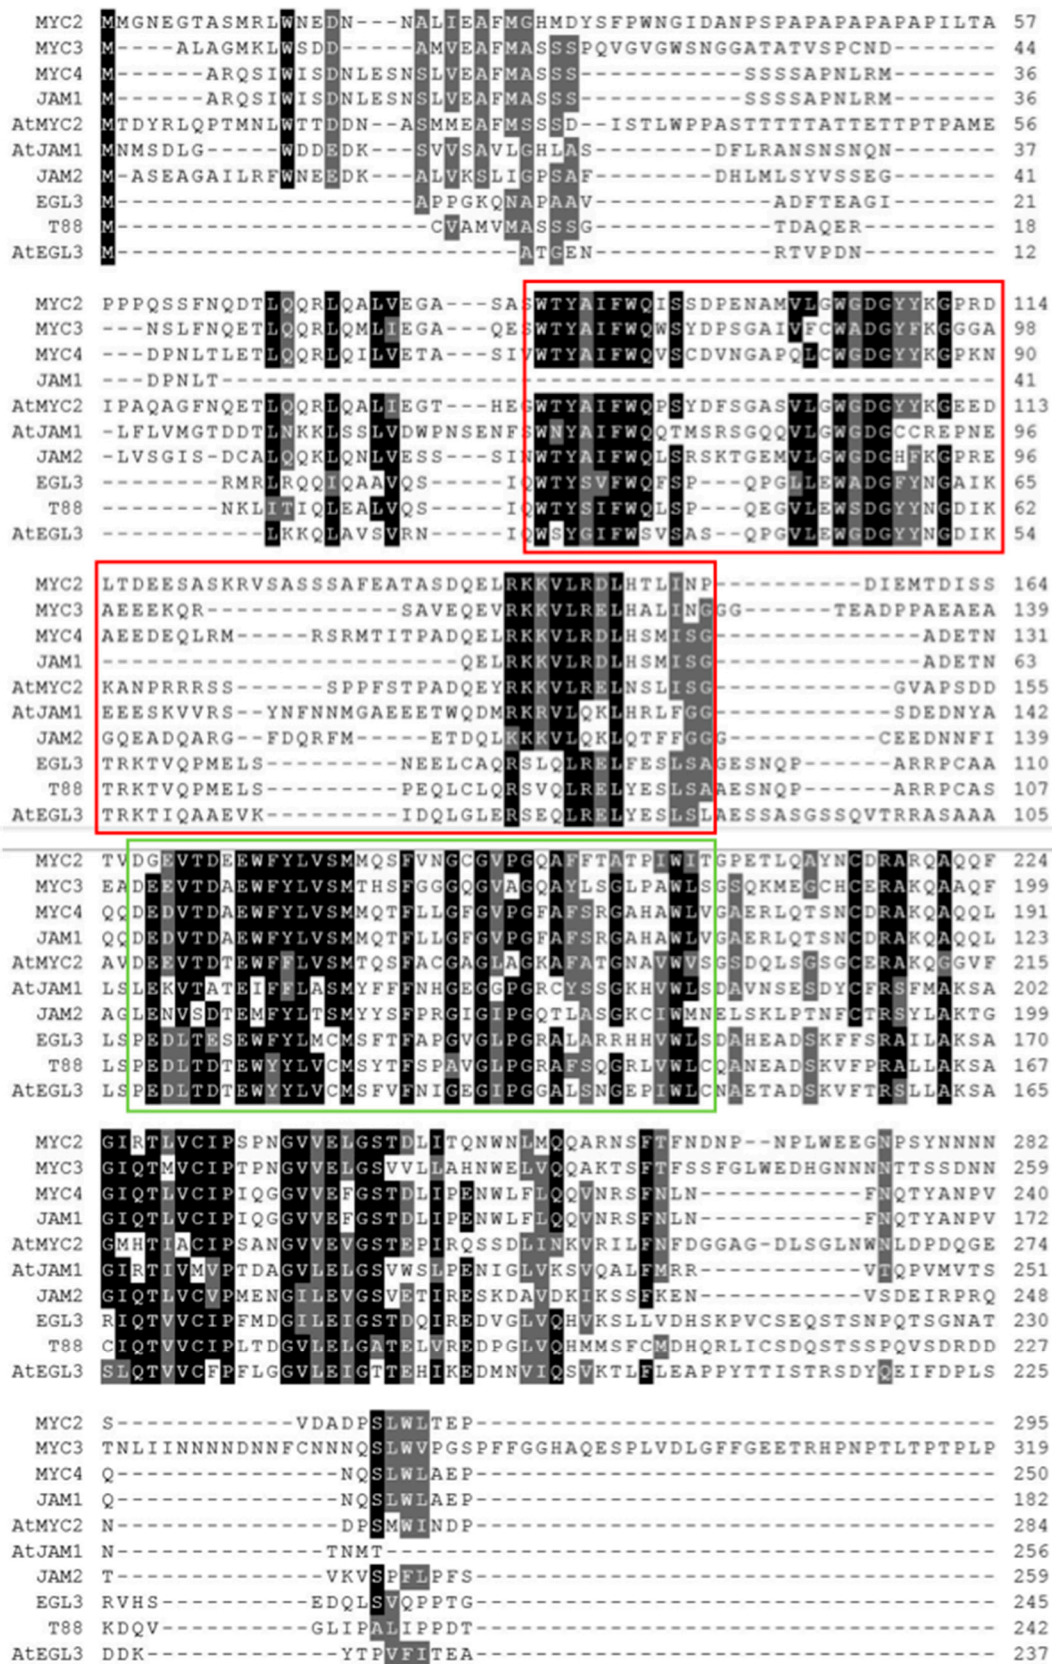 MYC2 MMGNEGTASMRLWNEDN---NALIEAFMGHMDYSFPWNGIDANPSPAPAPAPAPAPILTA 57
MYC3 M----ALAGMKLWSDD-----AMVEAFMASSSPQVGVGWSNGGATATVSPCND------- 44
MYC4 M------ARQSIWISDNLESNSLVEAFMASSS-----------SSSSAPNLRM------- 36
JAM1 M------ARQSIWISDNLESNSLVEAFMASSS-----------SSSSAPNLRM------- 36
AtMYC2 MTDYRLQPTMNLWTTDDN--ASMMEAFMSSSD--ISTLWPPASTTTTTATTETTPTPAME 56
AtJAM1 MNMSDLG-----WDDEDK---SVVSAVLGHLAS--------DFLRANSNSNQN------- 37
JAM2 M-ASEAGAILRFWNEEDK---ALVKSLIGPSAF--------DHLMLSYVSSEG------- 41
EGL3 M--------------------APPGKQNAPAAV------------ADFTEAGI------- 21
T88 M---------------------CVAMVMASSSG------------TDAQER--------- 18
AtEGL3 M---------------------------ATGEN------------RTVPDN--------- 12
MYC2 PPPQSSFNQDTLQQRLQALVEGA---SASWTYAIFWQISSDPENAMVLGWGDGYYKGPRD 114
MYC3 ---NSLFNQETLQQRLQMLIEGA---QESWTYAIFWQWSYDPSGAIVFCWADGYFKGGGA 98
MYC4 ---DPNLTLETLQQRLQILVETA---SIVWTYAIFWQVSCDVNGAPQLCWGDGYYKGPKN 90
JAM1 ---DPNLT---------------------------------------------------- 41
AtMYC2 IPAQAGFNQETLQQRLQALIEGT---HEGWTYAIFWQPSYDFSGASVLGWGDGYYKGEED 113
AtJAM1 -LFLVMGTDDTLNKKLSSLVDWPNSENFSWNYAIFWQQTMSRSGQQVLGWGDGCCREPNE 96
JAM2 -LVSGIS-DCALQQKLQNLVESS---SINWTYAIFWQLSRSKTGEMVLGWGDGHFKGPRE 96
EGL3 --------RMRLRQQIQAAVQS----IQWTYSVFWQFSP---QPGLLEWADGFYNGAIK 65
T88 --------NKLITIQLEALVQS----IQWTYSIFWQLSP---QEGVLEWSDGYYNGDIK 62
AtEGL3 -----------LKKQLAVSVRN----IQWSYGIFWSVSAS--QPGVLEWGDGYYNGDIK 54
MYC2 LTDEESASKRVSASSSAFEATASDQELRKKVLRDLHTLINP----------DIEMTDISS 164
MYC3 AEEEKQR-------------SAVEQEVRKKVLRELHALINGGG------TEADPPAEAEA 139
MYC4 AEEDEQLRM-----RSRMTITPADQELRKKVLRDLHSMISG--------------ADETN 131
JAM1 ------------------------QELRKKVLRDLHSMISG--------------ADETN 63
AtMYC2 KANPRRRSS------SPPFSTPADQEYRKKVLRELNSLISG------------GVAPSDD 155
AtJAM1 EEESKVVRS--YNFNNMGAEEETWQDMRKRVLQKLHRLFGG------------SDEDNYA 142
JAM2 GQEADQARG--FDQRFM-----ETDQLKKKVLQKLQTFFGGG-----------CEEDNNFI 139
EGL3 TRKTVQPMELS---------NEELCAQRSLQLRELFESLSAGESNQP------ARRPCAA 110
T88 TRKTVQPMELS---------PEQLCLQRSVQLRELYESLSAAESNQP------ARRPCAS 107
AtEGL3 TRKTIQAAEVK---------IDQLGLERSEQLRELYESLSLAESSASGSSQVTRRASAAA 105
MYC2 TVDGEVTDEEWFYLVSMMQSFVNGCGVPGQAFFTATPIWITGPETLQAYNCDRARQAQQF 224
MYC3 EADEEVTDAEWFYLVSMTHSFGGGQGVAGQAYLSGLPAWLSGSQKMEGCHCERAKQAAQF 199
MYC4 QQDEDVTDAEWFYLVSMMQTFLLGFGVPGFAFSRGAHAWLVGAERLQTSNCDRAKQAQQL 191
JAM1 QQDEDVTDAEWFYLVSMMQTFLLGFGVPGFAFSRGAHAWLVGAERLQTSNCDRAKQAQQL 123
AtMYC2 AVDEEVTDTEWFFLVSMTQSFACGAGLAGKAFATGNAVWVSGSDQLSGSGCERAKQGGVF 215
AtJAM1 LSLEKVTATEIFFLASMYFFFNHGEGGPGRCYSSGKHVWLSDAVNSESDYCFRSFMAKSA 202
JAM2 AGLENVSDTEMFYLTSMYYSFPRGIGIPGQTLASGKCIWMNELSKLPTNFCTRSYLAKTG 199
EGL3 LSPEDLTESEWFYLMCMSFTFAPGVGLPGRALARRHHVWLSDAHEADSKFFSRAILAKSA 170
T88 LSPEDLTDTEWYYLVCMSYTFSPAVGLPGRAFSQGRLVWLCQANEADSKVFPRALLAKSA 167
AtEGL3 LSPEDLTDTEWYYLVCMSFVFNIGEGIPGGALSNGEPIWLCNAETADSKVFTRSLLAKSA 165
MYC2 GIRTLVCIPSPNGVVELGSTDLITQNWNLMQQARNSFTFNDNP--NPLWEEGNPSYNNNN 282
MYC3 GIQTMVCIPTPNGVVELGSVVLLAHNWELVQQAKTSFTFSSFGLWEDHGNNNNTTSSDNN 259
MYC4 GIQTLVCIPIQGGVVEFGSTDLIPENWLFLQQVNRSFNLN-----------FNQTYANPV 240
JAM1 GIQTLVCIPIQGGVVEFGSTDLIPENWLFLQQVNRSFNLN-----------FNQTYANPV 172
AtMYC2 GMHTIACIPSANGVVEVGSTEPIRQSSDLINKVRILFNFDGGAG-DLSGLNWNLDPDQGE 274
AtJAM1 GIRTIVMVPTDAGVLELGSVWSLPENIGLVKSVQALFMRR-----------VTQPVMVTS 251
JAM2 GIQTLVCVPMENGILEVGSVETIRESKDAVDKIKSSFKEN-----------VSDEIRPRQ 248
EGL3 RIQTVVCIPFMDGILEIGSTDQIREDVGLVQHVKSLLVDHSKPVCSEQSTSNPQTSGNAT 230
T88 CIQTVVCIPLTDGVLELGATELVREDPGLVQHMMSFCMDHQRLICSDQSTSSPQVSDRDD 227
AtEGL3 SLQTVVCFPFLGGVLEIGTTEHIKEDMNVIQSVKTLFLEAPPYTTISTRSDYQEIFDPLS 225
MYC2 S------------VDADPSLWLTEP----------------------------------- 295
MYC3 TNLIINNNNDNNFCNNNQSLWVPGSPFFGGHAQESPLVDLGFFGEETRHPNPTLTPTPLP 319
MYC4 Q---------------NQSLWLAEP----------------------------------- 250
JAM1 Q---------------NQSLWLAEP----------------------------------- 182
AtMYC2 N---------------DPSMWINDP----------------------------------- 284
AtJAM1 N--------------TNMT----------------------------------------- 256
JAM2 T--------------VKVSPFLPFS----------------------------------- 259
EGL3 RVHS----------EDQLSVQPPTG----------------------------------- 245
T88 KDQV----------GLIPALIPPDT----------------------------------- 242
AtEGL3 DDK-------------YTPVFITEA----------------------------------- 237